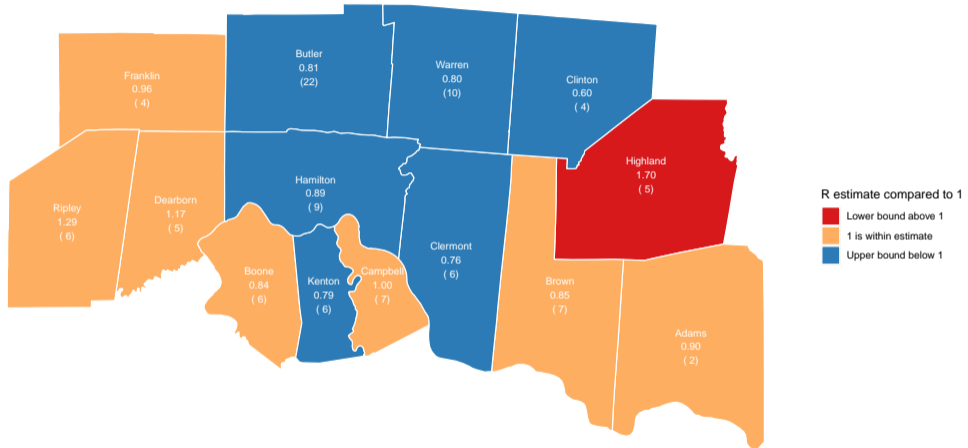 Butler
0.81
(22)
Warren
0.80
(10)
Clinton
0.60
( 4)
Franklin
0.96
( 4)
Highland
1.70
( 5)
Hamilton
0.89
( 9)
Dearborn
1.17
( 5)
Ripley
1.29
( 6)
Clermont
0.76
( 6)
Boone
0.84
( 6)
Kenton
0.79
( 6)
Campbell
1.00
( 7)
Brown
0.85
( 7)
Adams
0.90
( 2)
R estimate compared to 1
Lower bound above 1
1 is within estimate
Upper bound below 1